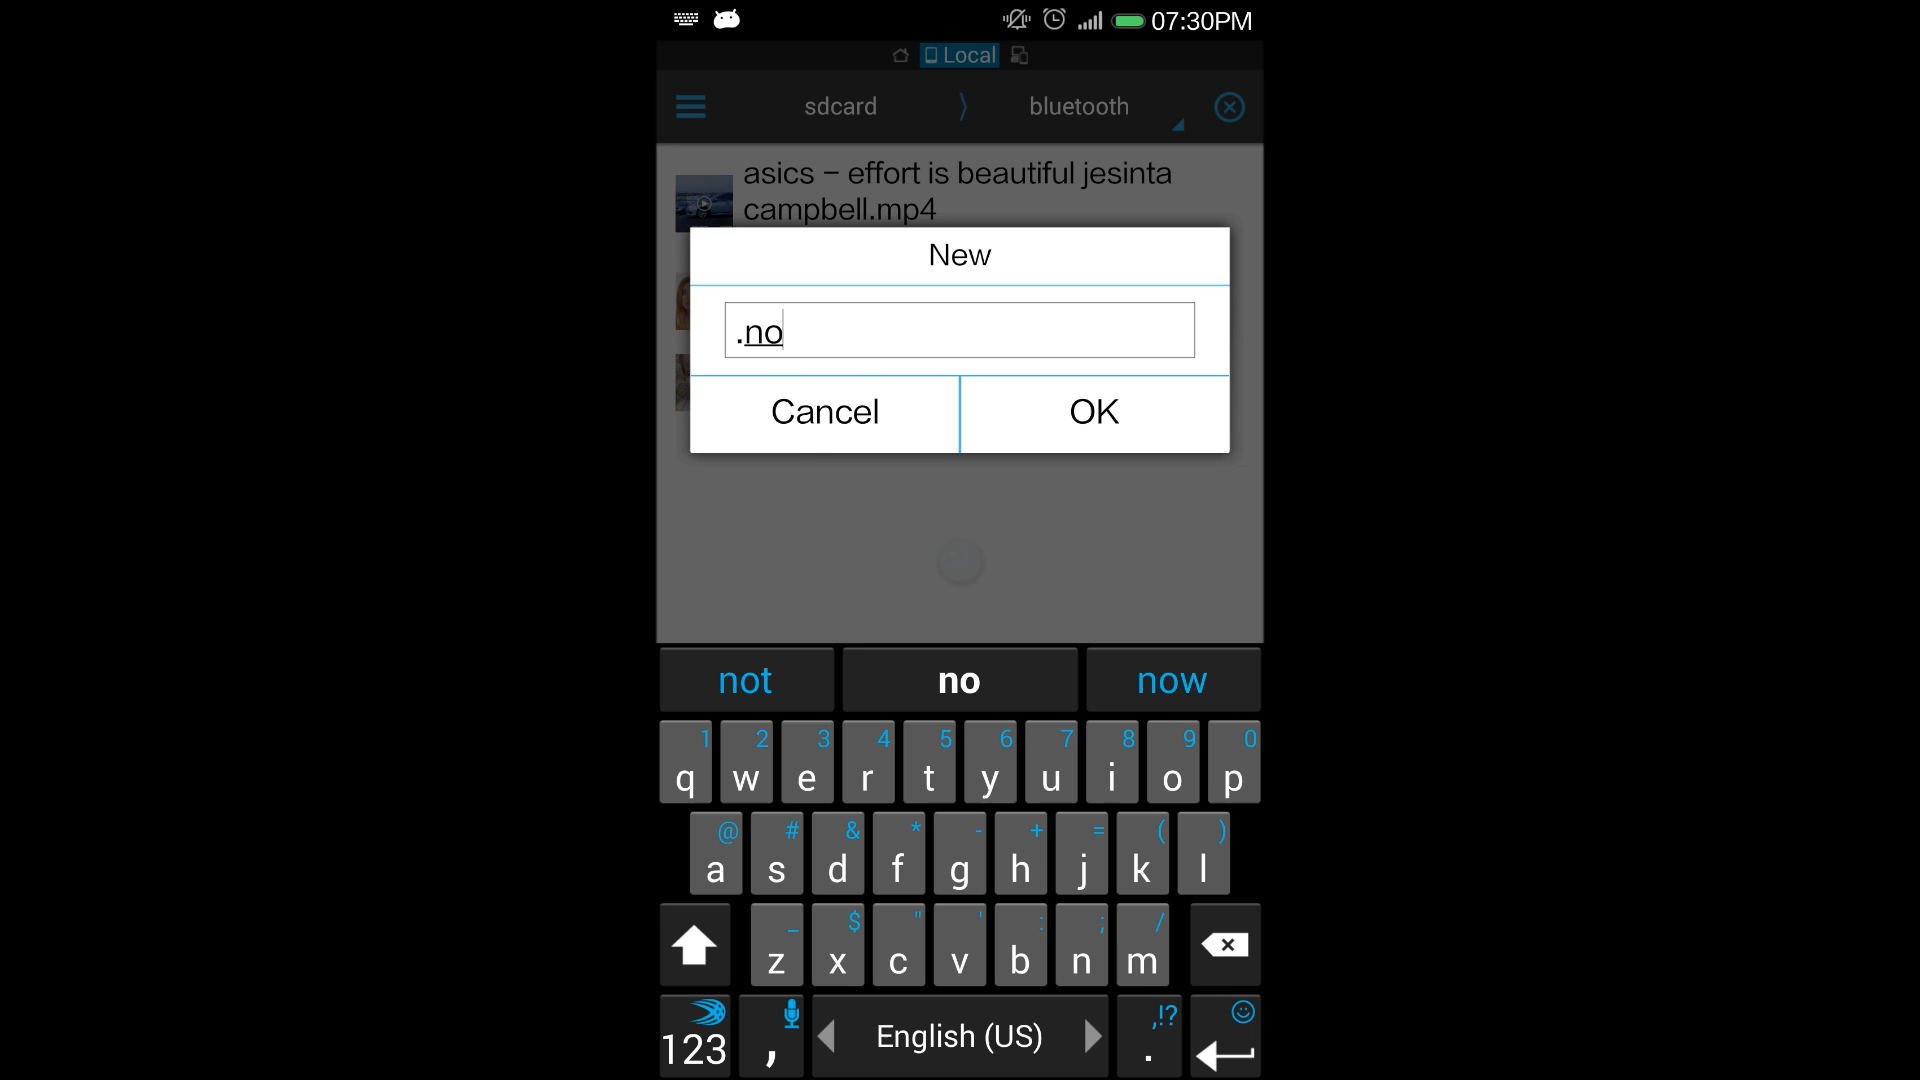 07:30PM
Local
sdcard
bluetooth
asics – effort is beautiful jesinta
campbell.mp4
New
.no
Cancel
OK
not
no
now
1 2 3 4 5 6 7 8 9 0
q w e r t y u i o p
@ # & * - + = ( )
a s d f g h j k l
_ $ " ' : ; /
z x c v b n m
,!?
123 , English (US) .